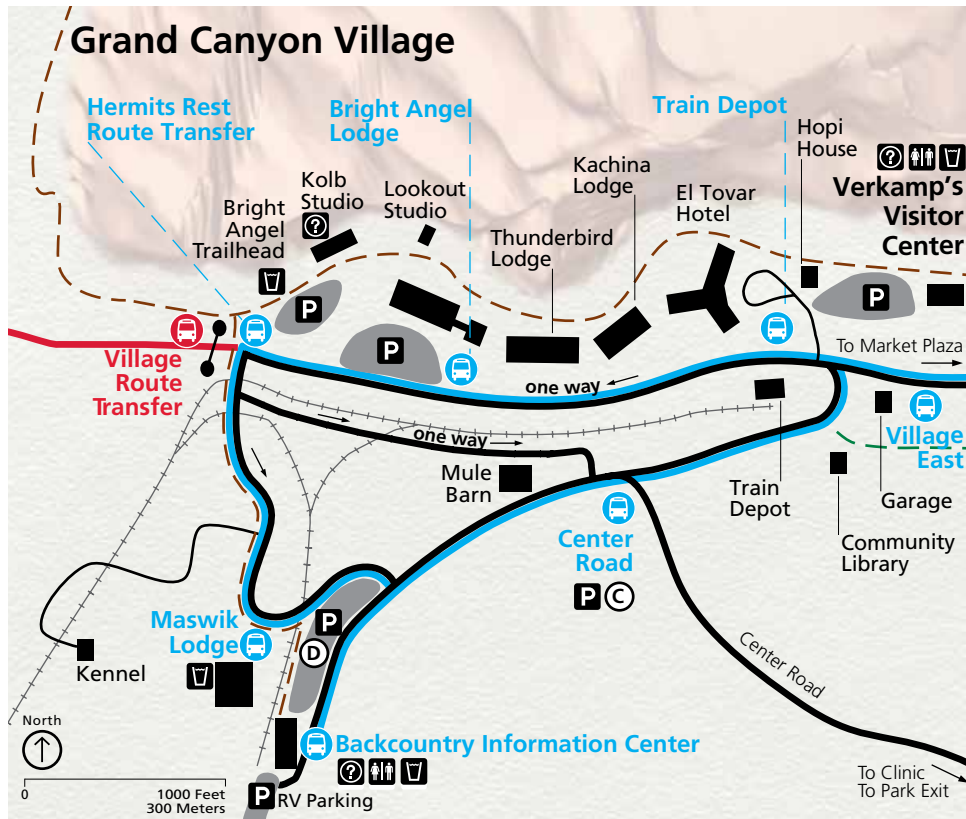 Grand Canyon Village
Hermits Rest
Route Transfer
Bright Angel
Lodge
Train Depot
Hopi
House
?
Verkamp's
Visitor
Center
Kachina
Lodge
El Tovar
Hotel
Kolb
Studio
?
Lookout
Studio
Bright
Angel
Trailhead
Thunderbird
Lodge
P
P
P
Village
Route
Transfer
To Market Plaza
one way
one way
Village
East
Mule
Barn
Train
Depot
Garage
Community
Library
Center
Road
P C
Maswik
Lodge
P
D
Kennel
Center Road
North
Backcountry Information Center
?
0
1000 Feet
300 Meters
P RV Parking
To Clinic
To Park Exit